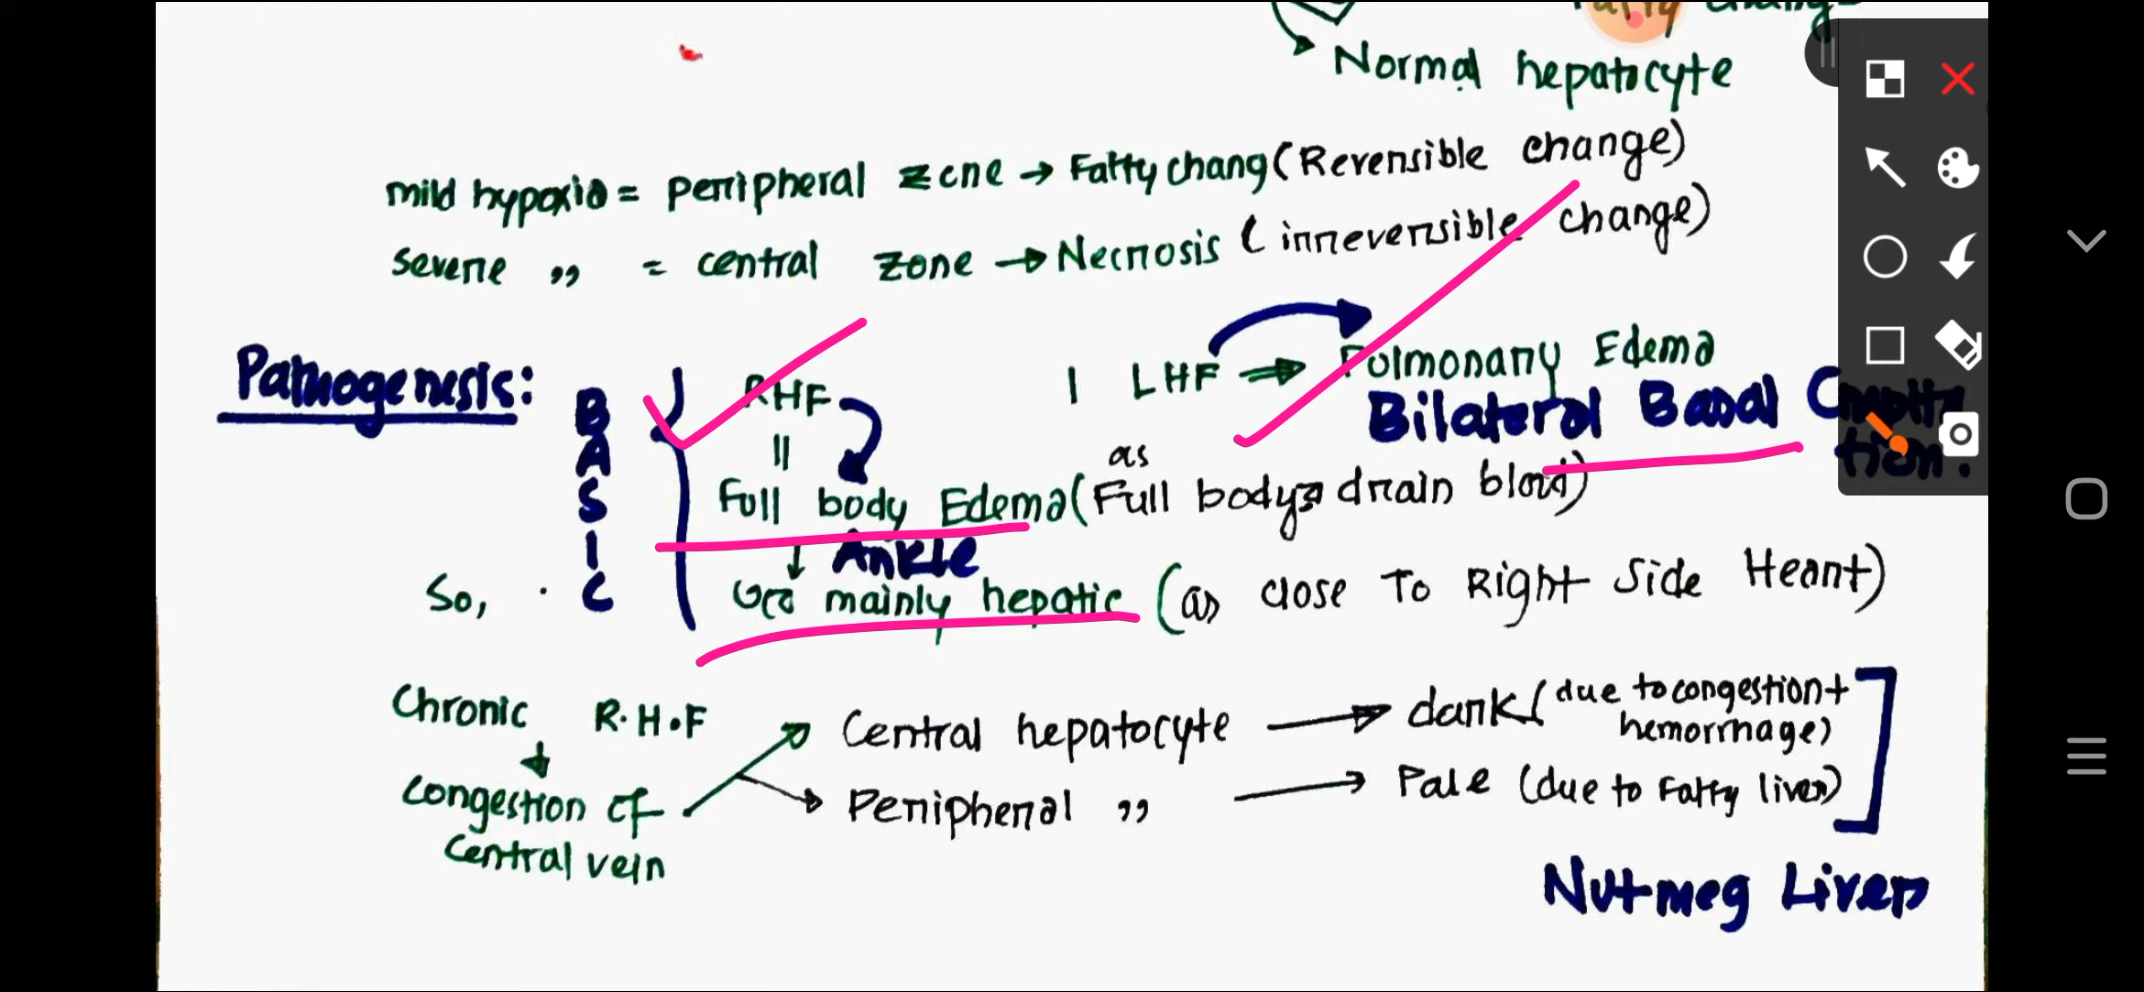 Normal hepatocyte
mild hypoxia = peripheral zone → Fatty chang (Reversible change)
severe ,, = central zone → Necrosis (irreversible change)
Pathogenesis:
BASIC
RHF | LHF ⇒ Pulmonary Edema
Bilateral Basal
= as
Full body Edema (Full body drain blood)
↓ Ankle
So, mainly hepatic (as close To Right Side Heart)
Chronic R.H.F
↓
congestion of central vein
Central hepatocyte → dark (due to congestion + hemorrhage)
Peripheral ,, → Pale (due to Fatty liver)
Nutmeg Liver